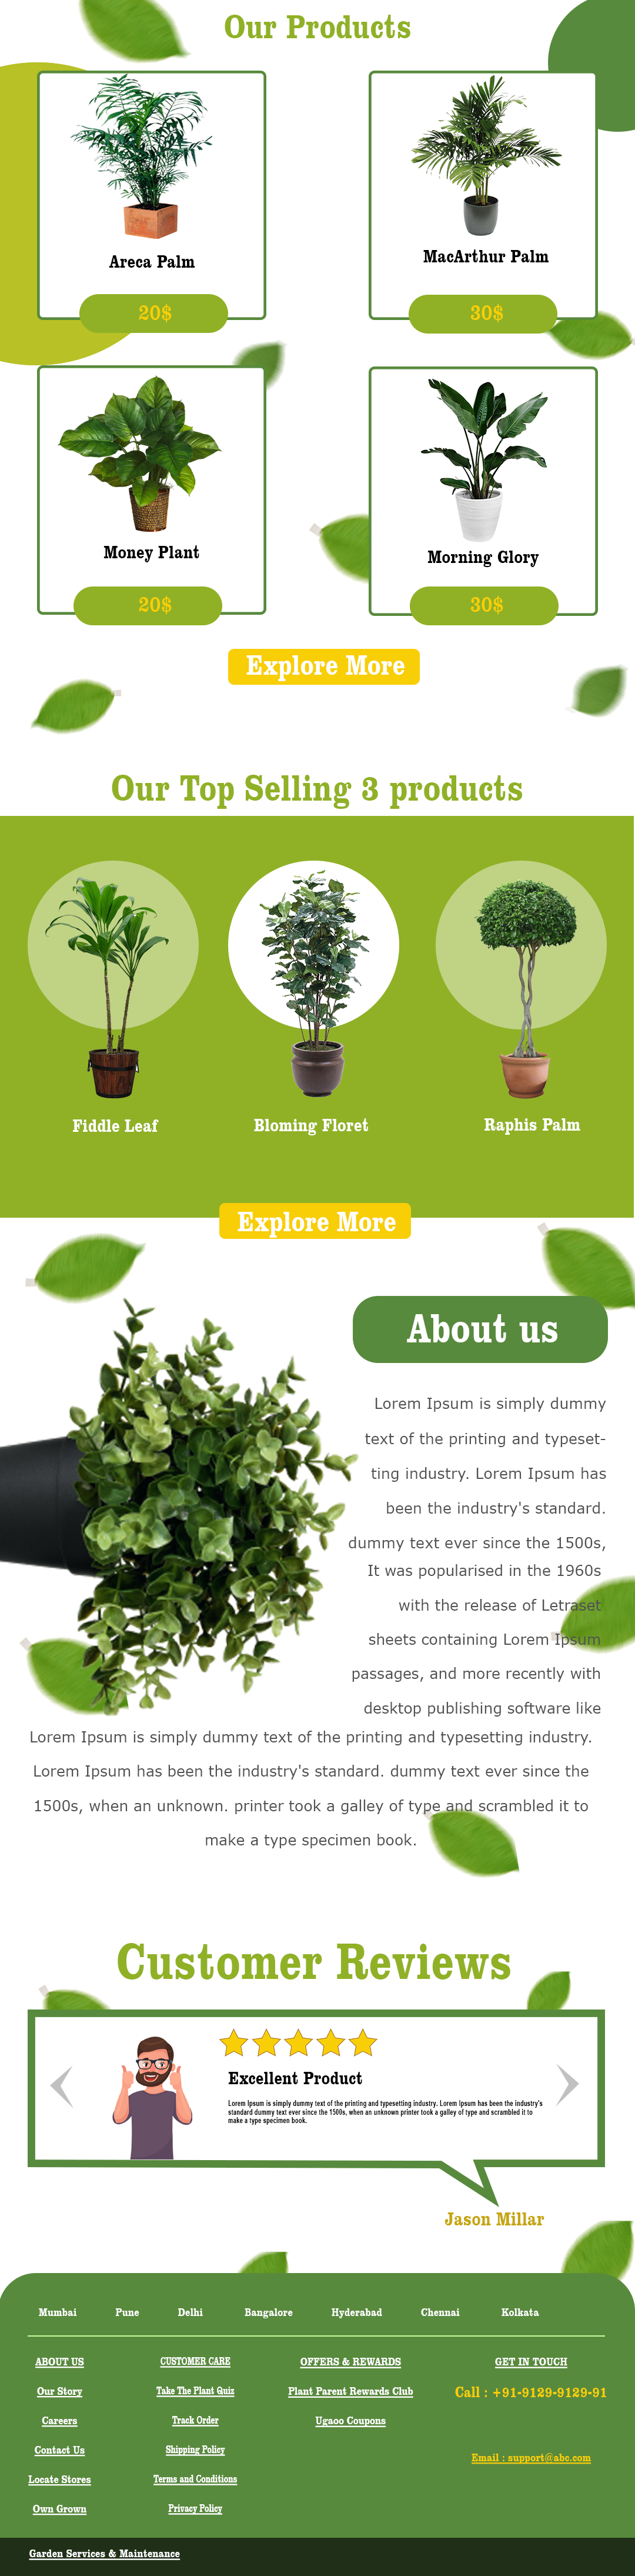 Our Products
Areca Palm
MacArthur Palm
20$
30$
Money Plant
Morning Glory
20$
30$
Explore More
Our Top Selling 3 products
Fiddle Leaf
Bloming Floret
Raphis Palm
Explore More
About us
Lorem Ipsum is simply dummy
text of the printing and typeset-
ting industry. Lorem Ipsum has
been the industry's standard.
dummy text ever since the 1500s,
It was popularised in the 1960s
with the release of Letraset
sheets containing Lorem Ipsum
passages, and more recently with
desktop publishing software like
Lorem Ipsum is simply dummy text of the printing and typesetting industry.
Lorem Ipsum has been the industry's standard. dummy text ever since the
1500s, when an unknown. printer took a galley of type and scrambled it to
make a type specimen book.
Customer Reviews
Excellent Product
Lorem Ipsum is simply dummy text of the printing and typesetting industry. Lorem Ipsum has been the industry's
standard dummy text ever since the 1500s, when an unknown printer took a galley of type and scrambled it to
make a type specimen book.
Jason Millar
Mumbai Pune Delhi Bangalore Hyderabad Chennai Kolkata
ABOUT US
Our Story
Careers
Contact Us
Locate Stores
Own Grown
CUSTOMER CARE
Take The Plant Quiz
Track Order
Shipping Policy
Terms and Conditions
Privacy Policy
OFFERS & REWARDS
Plant Parent Rewards Club
Ugaoo Coupons
GET IN TOUCH
Call : +91-9129-9129-91
Email : support@abc.com
Garden Services & Maintenance